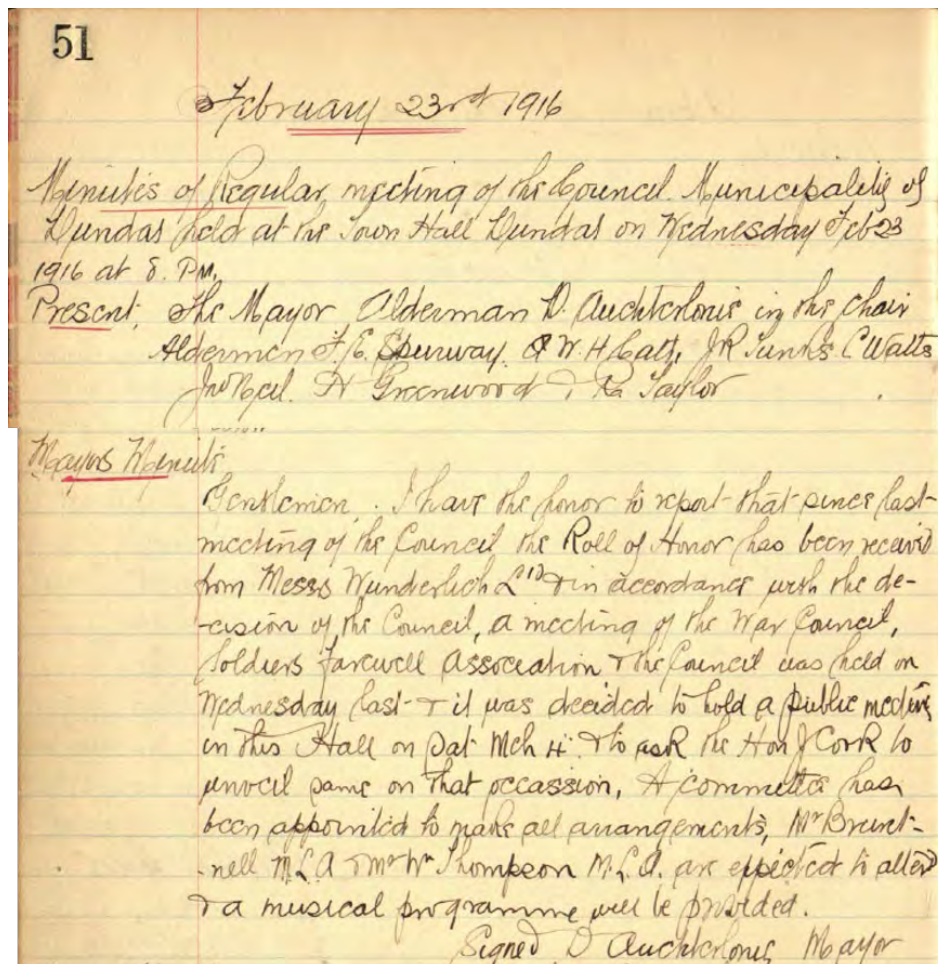 51
February 23rd 1916
Minutes of Regular meeting of the Council Municipality of
Dundas held at the Town Hall Dundas on Wednesday Feb 23
1916 at 8. P.M.
Present. The Mayor Alderman D. Auchterlonie in the chair
Aldermen F. E. Spurway. & W. H. Catt, J R Tunks C Watts
Jno H Greenwood & R Taylor
Mayors Minute
Gentlemen. I have the honor to report that since last
meeting of the Council the Roll of Honor has been received
from Messrs Wunderlich Ltd & in accordance with the de-
-cision of the Council, a meeting of the War Council,
Soldiers Farewell Association & the Council was held on
Wednesday last & it was decided to hold a public meeting
in this Hall on Sat Mch 4th & to ask the Hon J Cook to
unveil same on that occassion, A committee has
been appointed to make all arrangements, Mr Brunt-
-nell M.L.A & Mr Wm Thompson M.L.A. are expected to attend
& a musical programme will be provided.
Signed D Auchterlonie Mayor